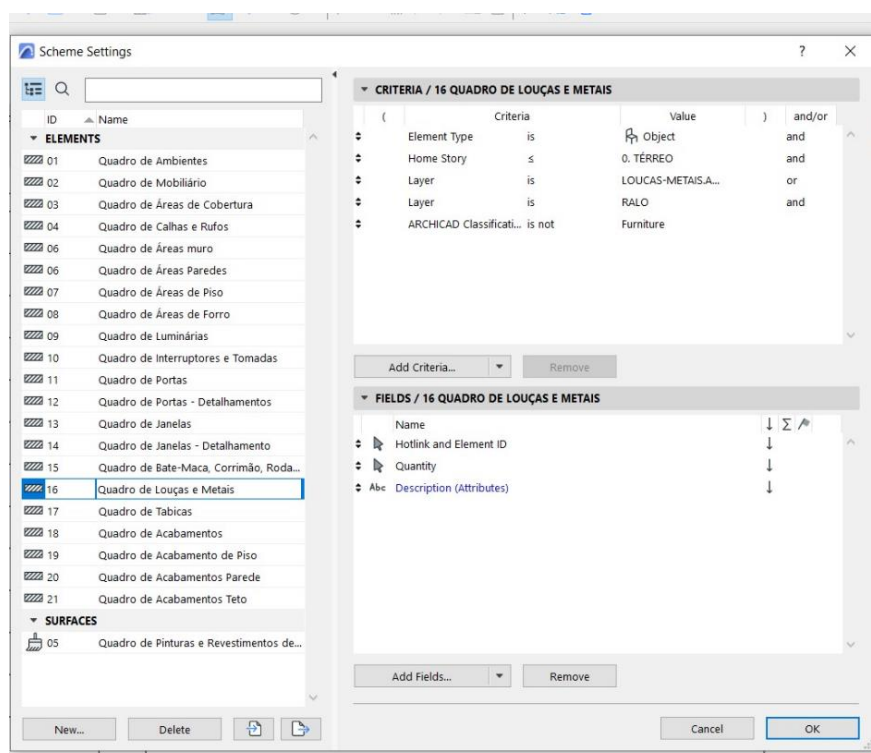 Scheme Settings
?
ID Name
ELEMENTS
01 Quadro de Ambientes
02 Quadro de Mobiliário
03 Quadro de Áreas de Cobertura
04 Quadro de Calhas e Rufos
06 Quadro de Áreas muro
06 Quadro de Áreas Paredes
07 Quadro de Áreas de Piso
08 Quadro de Áreas de Forro
09 Quadro de Luminárias
10 Quadro de Interruptores e Tomadas
11 Quadro de Portas
12 Quadro de Portas - Detalhamentos
13 Quadro de Janelas
14 Quadro de Janelas - Detalhamento
15 Quadro de Bate-Maca, Corrimão, Roda...
16 Quadro de Louças e Metais
17 Quadro de Tabicas
18 Quadro de Acabamentos
19 Quadro de Acabamento de Piso
20 Quadro de Acabamentos Parede
21 Quadro de Acabamentos Teto
SURFACES
05 Quadro de Pinturas e Revestimentos de...
New... Delete
CRITERIA / 16 QUADRO DE LOUÇAS E METAIS
( Criteria Value ) and/or
Element Type is Object and
Home Story ≤ 0. TÉRREO and
Layer is LOUCAS-METAIS.A... or
Layer is RALO and
ARCHICAD Classificati... is not Furniture
Add Criteria... Remove
FIELDS / 16 QUADRO DE LOUÇAS E METAIS
Name ↓ Σ
Hotlink and Element ID ↓
Quantity ↓
Abc Description (Attributes) ↓
Add Fields... Remove
Cancel OK